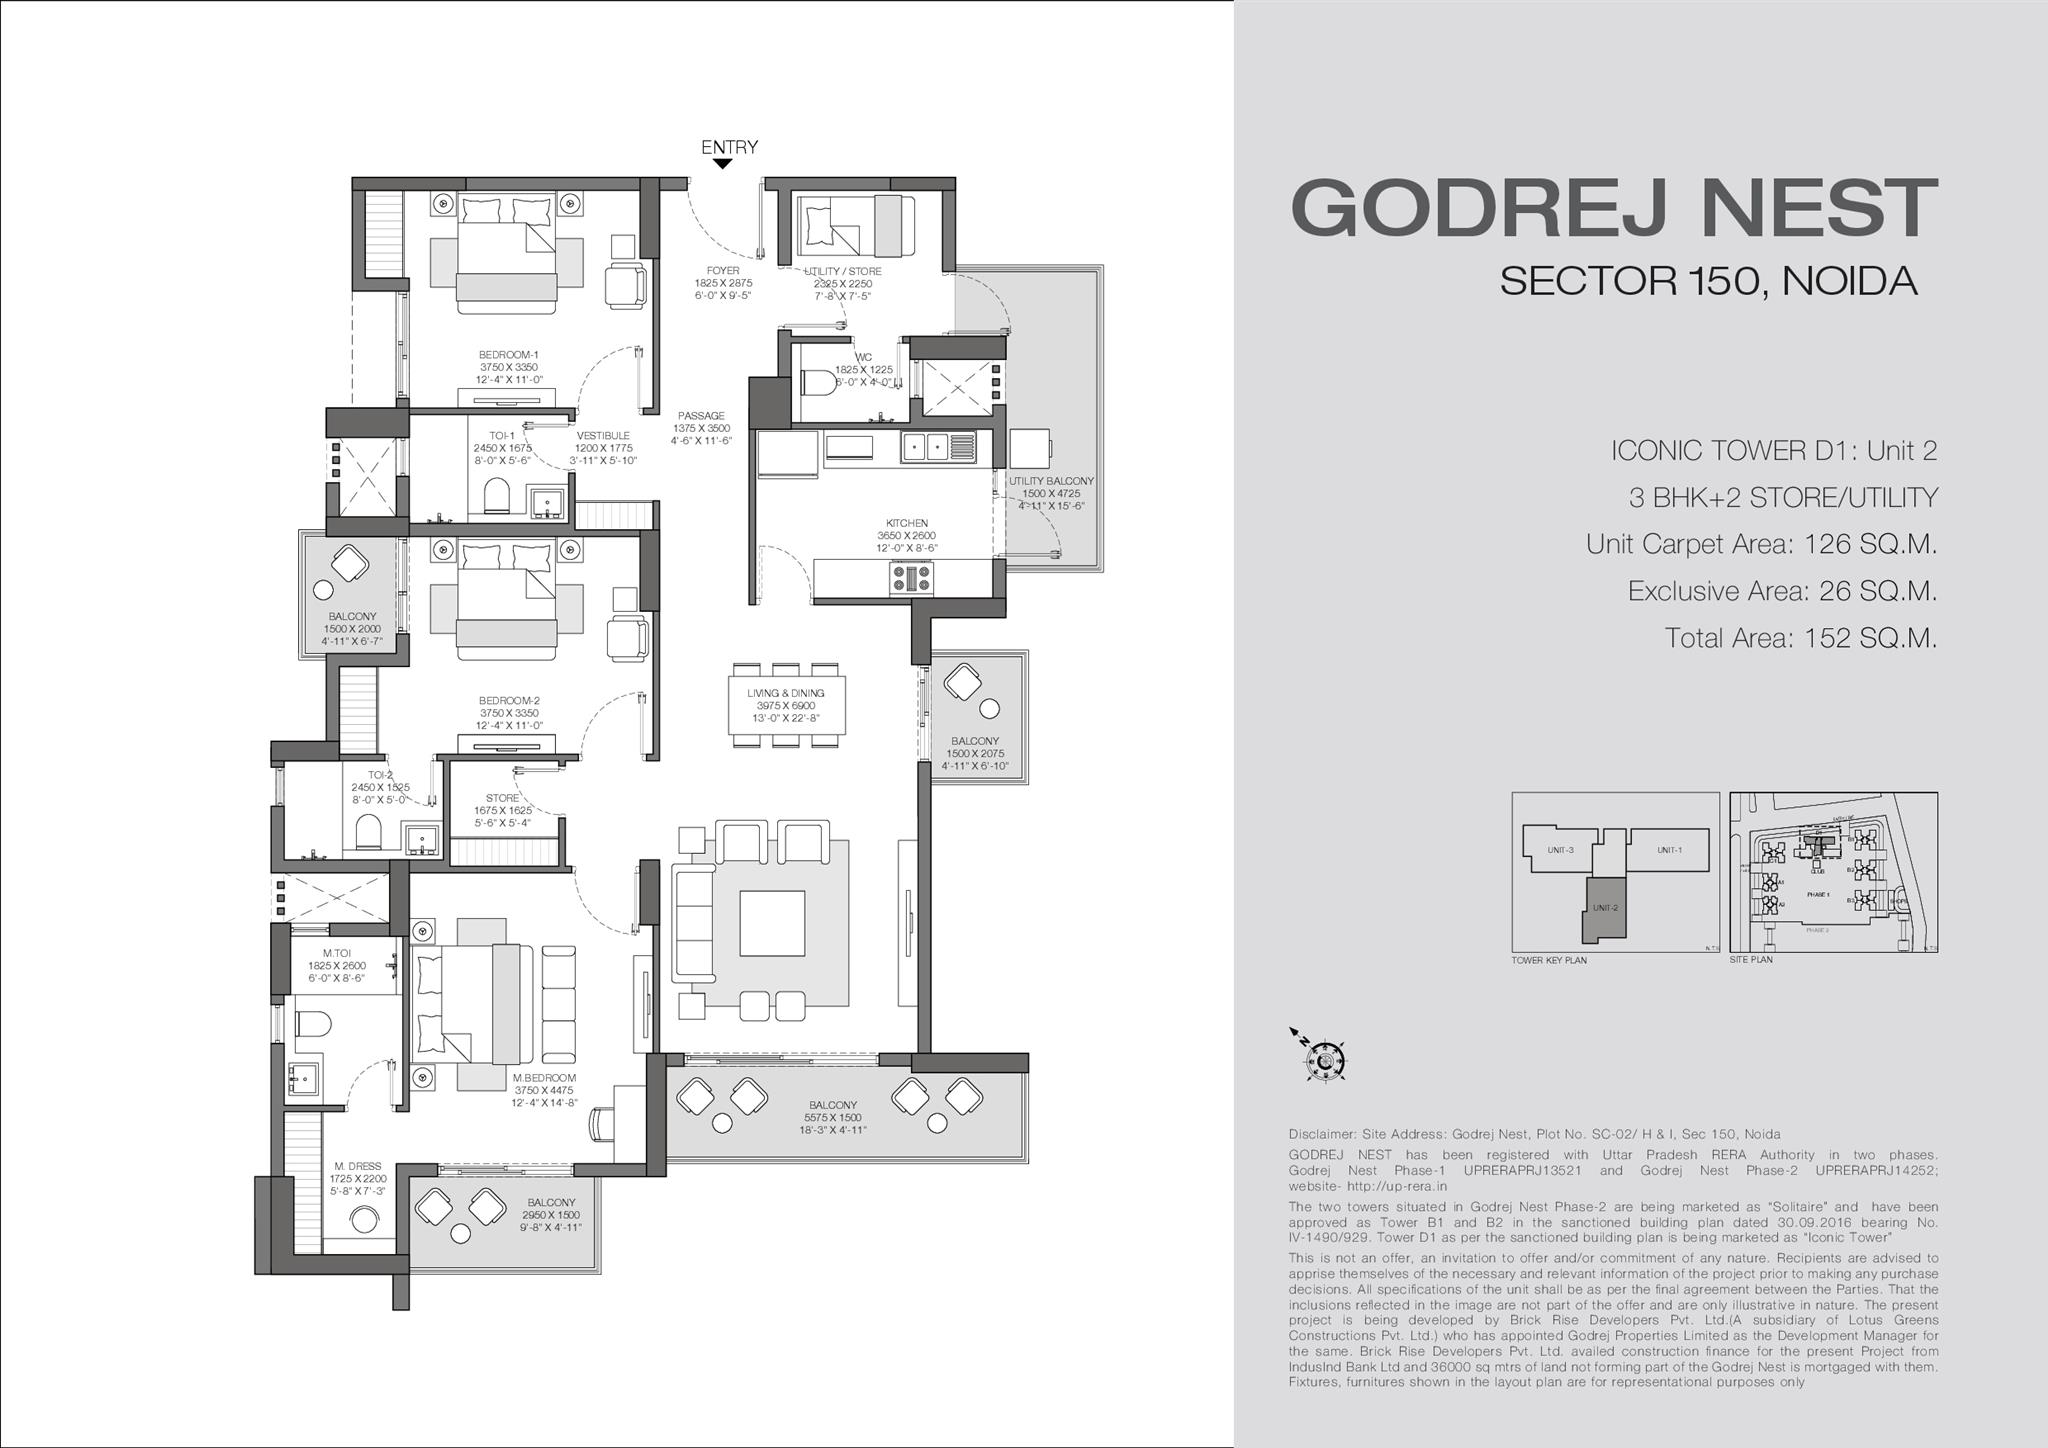 ENTRY
FOYER
1825 X 2875
6'-0" X 9'-5"
UTILITY / STORE
2325 X 2250
7'-8" X 7'-5"
BEDROOM-1
3750 X 3350
12'-4" X 11'-0"
WC
1825 X 1225
6'-0" X 4'-0"
PASSAGE
1375 X 3500
4'-6" X 11'-6"
TOI-1
2450 X 1675
8'-0" X 5'-6"
VESTIBULE
1200 X 1775
3'-11" X 5'-10"
UTILITY BALCONY
1500 X 4725
4'-11" X 15'-6"
KITCHEN
3650 X 2600
12'-0" X 8'-6"
BALCONY
1500 X 2000
4'-11" X 6'-7"
BEDROOM-2
3750 X 3350
12'-4" X 11'-0"
LIVING & DINING
3975 X 6900
13'-0" X 22'-8"
BALCONY
1500 X 2075
4'-11" X 6'-10"
TOI-2
2450 X 1525
8'-0" X 5'-0"
STORE
1675 X 1625
5'-6" X 5'-4"
M.TOI
1825 X 2600
6'-0" X 8'-6"
M.BEDROOM
3750 X 4475
12'-4" X 14'-8"
BALCONY
5575 X 1500
18'-3" X 4'-11"
M. DRESS
1725 X 2200
5'-8" X 7'-3"
BALCONY
2950 X 1500
9'-8" X 4'-11"
GODREJ NEST
SECTOR 150, NOIDA
ICONIC TOWER D1: Unit 2
3 BHK+2 STORE/UTILITY
Unit Carpet Area: 126 SQ.M.
Exclusive Area: 26 SQ.M.
Total Area: 152 SQ.M.
UNIT-3
UNIT-1
UNIT-2
N.T.S
TOWER KEY PLAN
D1
C1
B1
CLUB
B2
A1
PHASE 1
B3
SHOPS
A2
PHASE 2
N.T.S
SITE PLAN
N
Disclaimer: Site Address: Godrej Nest, Plot No. SC-02/ H & I, Sec 150, Noida
GODREJ NEST has been registered with Uttar Pradesh RERA Authority in two phases.
Godrej Nest Phase-1 UPRERAPRJ13521 and Godrej Nest Phase-2 UPRERAPRJ14252;
website- http://up-rera.in
The two towers situated in Godrej Nest Phase-2 are being marketed as “Solitaire” and have been
approved as Tower B1 and B2 in the sanctioned building plan dated 30.09.2016 bearing No.
IV-1490/929. Tower D1 as per the sanctioned building plan is being marketed as “Iconic Tower”
This is not an offer, an invitation to offer and/or commitment of any nature. Recipients are advised to
apprise themselves of the necessary and relevant information of the project prior to making any purchase
decisions. All specifications of the unit shall be as per the final agreement between the Parties. That the
inclusions reflected in the image are not part of the offer and are only illustrative in nature. The present
project is being developed by Brick Rise Developers Pvt. Ltd.(A subsidiary of Lotus Greens
Constructions Pvt. Ltd.) who has appointed Godrej Properties Limited as the Development Manager for
the same. Brick Rise Developers Pvt. Ltd. availed construction finance for the present Project from
IndusInd Bank Ltd and 36000 sq mtrs of land not forming part of the Godrej Nest is mortgaged with them.
Fixtures, furnitures shown in the layout plan are for representational purposes only